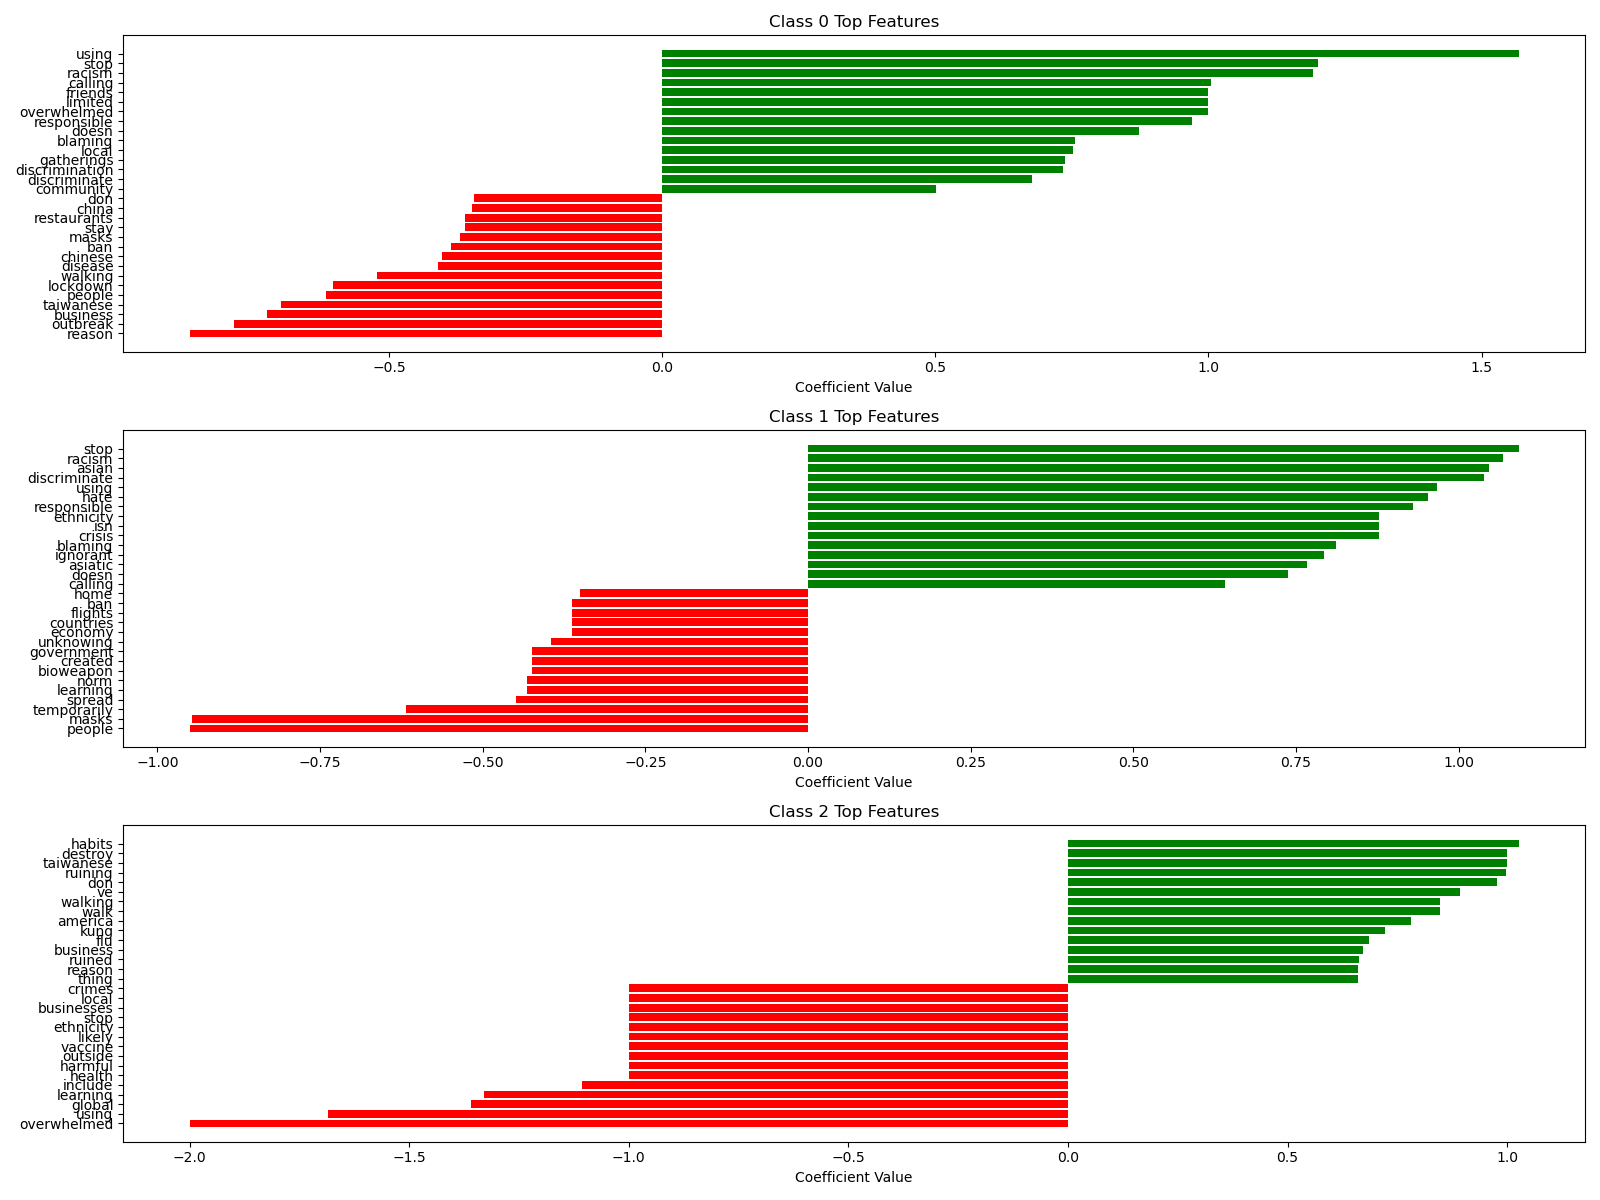 Class 0 Top Features
using
stop
racism
calling
friends
limited
overwhelmed
responsible
doesn
blaming
local
gatherings
discrimination
discriminate
community
don
china
restaurants
stay
masks
ban
chinese
disease
walking
lockdown
people
taiwanese
business
outbreak
reason
−0.5 0.0 0.5 1.0 1.5
Coefficient Value
Class 1 Top Features
stop
racism
asian
discriminate
using
hate
responsible
ethnicity
isn
crisis
blaming
ignorant
asiatic
doesn
calling
home
ban
flights
countries
economy
unknowing
government
created
bioweapon
norm
learning
spread
temporarily
masks
people
−1.00 −0.75 −0.50 −0.25 0.00 0.25 0.50 0.75 1.00
Coefficient Value
Class 2 Top Features
habits
destroy
taiwanese
ruining
don
ve
walking
walk
america
kung
flu
business
ruined
reason
thing
crimes
local
businesses
stop
ethnicity
likely
vaccine
outside
harmful
health
include
learning
global
using
overwhelmed
−2.0 −1.5 −1.0 −0.5 0.0 0.5 1.0
Coefficient Value